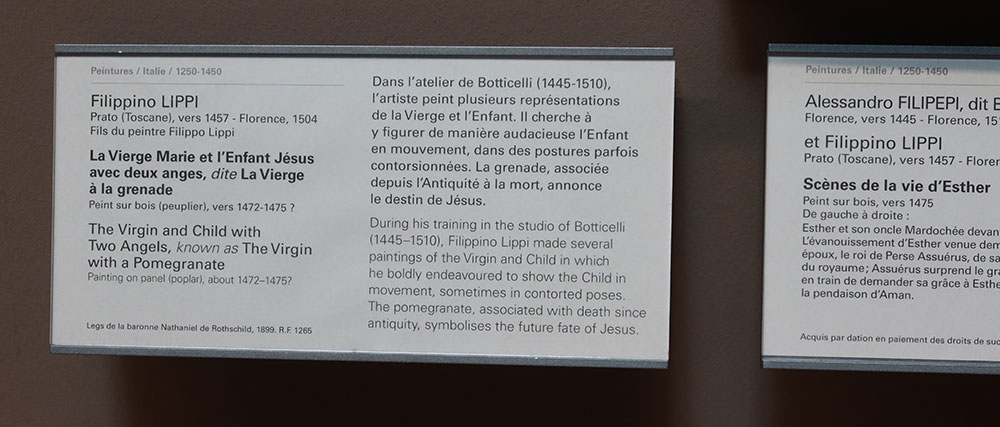 Peintures / Italie / 1250-1450
Filippino LIPPI
Prato (Toscane), vers 1457 - Florence, 1504
Fils du peintre Filippo Lippi
La Vierge Marie et l’Enfant Jésus
avec deux anges, dite La Vierge
à la grenade
Peint sur bois (peuplier), vers 1472-1475 ?
The Virgin and Child with
Two Angels, known as The Virgin
with a Pomegranate
Painting on panel (poplar), about 1472–1475?
Legs de la baronne Nathaniel de Rothschild, 1899. R.F. 1265
Dans l’atelier de Botticelli (1445-1510),
l’artiste peint plusieurs représentations
de la Vierge et l’Enfant. Il cherche à
y figurer de manière audacieuse l’Enfant
en mouvement, dans des postures parfois
contorsionnées. La grenade, associée
depuis l’Antiquité à la mort, annonce
le destin de Jésus.
During his training in the studio of Botticelli
(1445–1510), Filippino Lippi made several
paintings of the Virgin and Child in which
he boldly endeavoured to show the Child in
movement, sometimes in contorted poses.
The pomegranate, associated with death since
antiquity, symbolises the future fate of Jesus.
Peintures / Italie / 1250-1450
Alessandro FILIPEPI, dit
Florence, vers 1445 - Florence,
et Filippino LIPPI
Prato (Toscane), vers 1457 -
Scènes de la vie d’Esther
Peint sur bois, vers 1475
De gauche à droite :
Esther et son oncle Mardochée
L’évanouissement d’Esther venue
époux, le roi de Perse Assuérus, de
du royaume; Assuérus surprend le
en train de demander sa grâce à
la pendaison d’Aman.
Acquis par dation en paiement des droits de